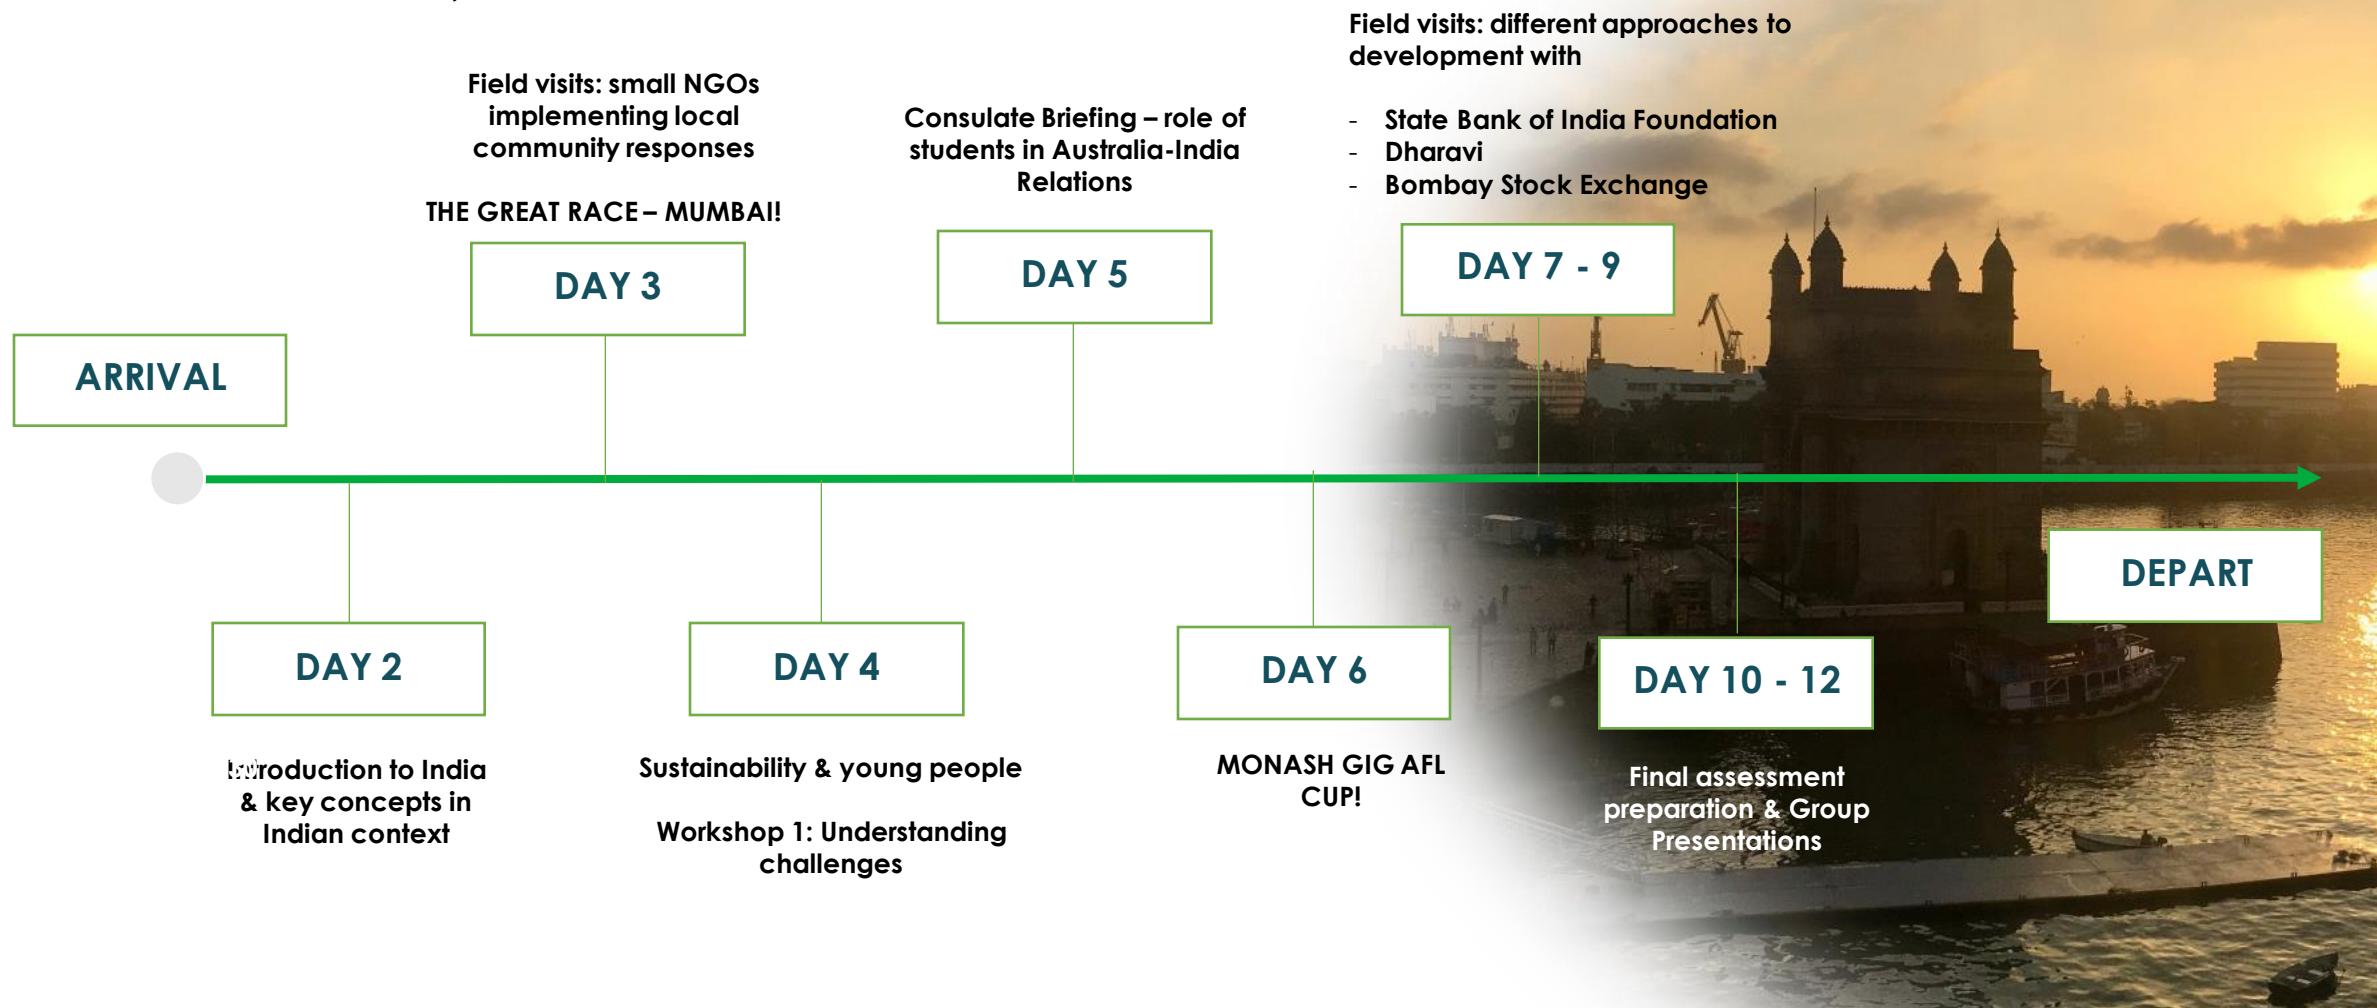 Field visits: different approaches to
development with
- State Bank of India Foundation
- Dharavi
- Bombay Stock Exchange
Field visits: small NGOs
implementing local
community responses
THE GREAT RACE – MUMBAI!
Consulate Briefing – role of
students in Australia-India
Relations
ARRIVAL
DAY 3
DAY 5
DAY 7 - 9
DAY 2
DAY 4
DAY 6
DAY 10 - 12
DEPART
Introduction to India
& key concepts in
Indian context
Sustainability & young people
Workshop 1: Understanding
challenges
MONASH GIG AFL
CUP!
Final assessment
preparation & Group
Presentations